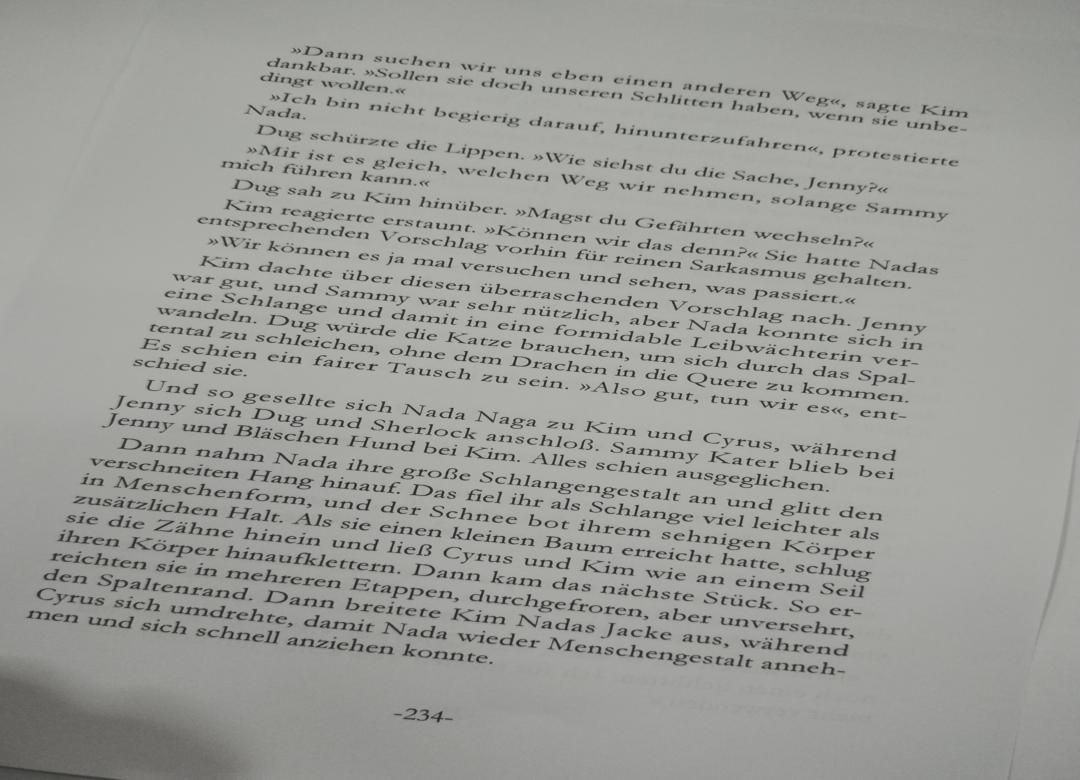 »Dann suchen wir uns eben einen anderen Weg«, sagte Kim
dankbar. »Sollen sie doch unseren Schlitten haben, wenn sie unbe-
dingt wollen.«
»Ich bin nicht begierig darauf, hinunterzufahren«, protestierte
Nada.
Dug schürzte die Lippen. »Wie siehst du die Sache, Jenny?«
»Mir ist es gleich, welchen Weg wir nehmen, solange Sammy
mich führen kann.«
Dug sah zu Kim hinüber. »Magst du Gefährten wechseln?«
Kim reagierte erstaunt. »Können wir das denn?« Sie hatte Nadas
entsprechenden Vorschlag vorhin für reinen Sarkasmus gehalten.
»Wir können es ja mal versuchen und sehen, was passiert.«
Kim dachte über diesen überraschenden Vorschlag nach. Jenny
war gut, und Sammy war sehr nützlich, aber Nada konnte sich in
eine Schlange und damit in eine formidable Leibwächterin ver-
wandeln. Dug würde die Katze brauchen, um sich durch das Spal-
tental zu schleichen, ohne dem Drachen in die Quere zu kommen.
Es schien ein fairer Tausch zu sein. »Also gut, tun wir es«, ent-
schied sie.
Und so gesellte sich Nada Naga zu Kim und Cyrus, während
Jenny sich Dug und Sherlock anschloß. Sammy Kater blieb bei
Jenny und Bläschen Hund bei Kim. Alles schien ausgeglichen.
Dann nahm Nada ihre große Schlangengestalt an und glitt den
verschneiten Hang hinauf. Das fiel ihr als Schlange viel leichter als
in Menschenform, und der Schnee bot ihrem sehnigen Körper
zusätzlichen Halt. Als sie einen kleinen Baum erreicht hatte, schlug
sie die Zähne hinein und ließ Cyrus und Kim wie an einem Seil
ihren Körper hinaufklettern. Dann kam das nächste Stück. So er-
reichten sie in mehreren Etappen, durchgefroren, aber unversehrt,
den Spaltenrand. Dann breitete Kim Nadas Jacke aus, während
Cyrus sich umdrehte, damit Nada wieder Menschengestalt anneh-
men und sich schnell anziehen konnte.
-234-